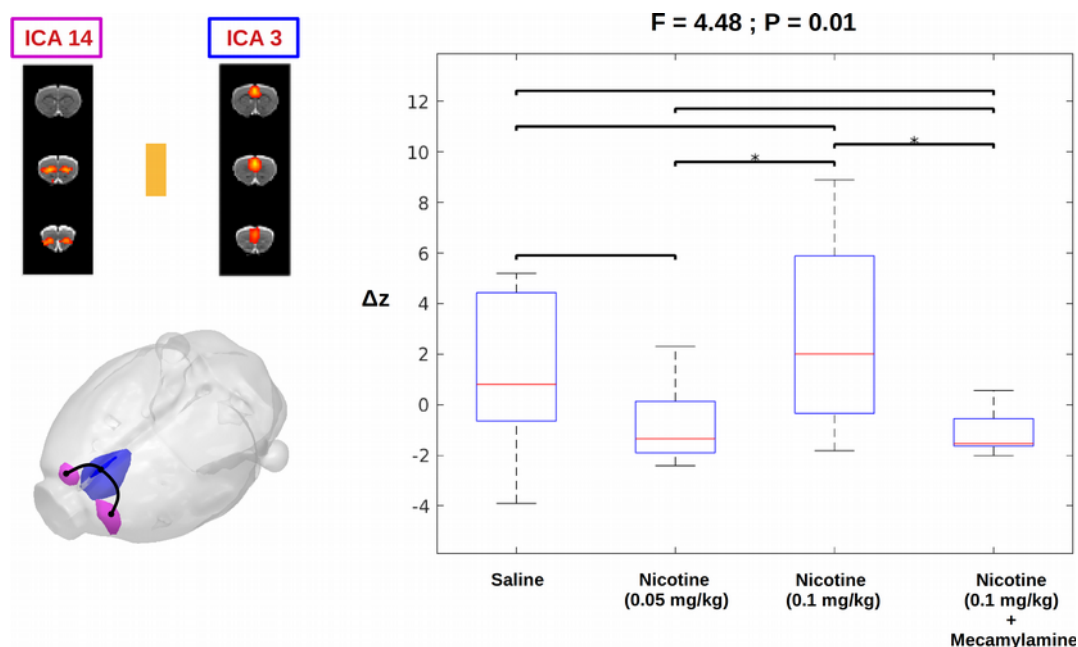 ICA 14
ICA 3
F = 4.48 ; P = 0.01
12
10
8
6
4
2
0
-2
-4
Δz
*
*
Saline
Nicotine
(0.05 mg/kg)
Nicotine
(0.1 mg/kg)
Nicotine
(0.1 mg/kg)
+
Mecamylamine